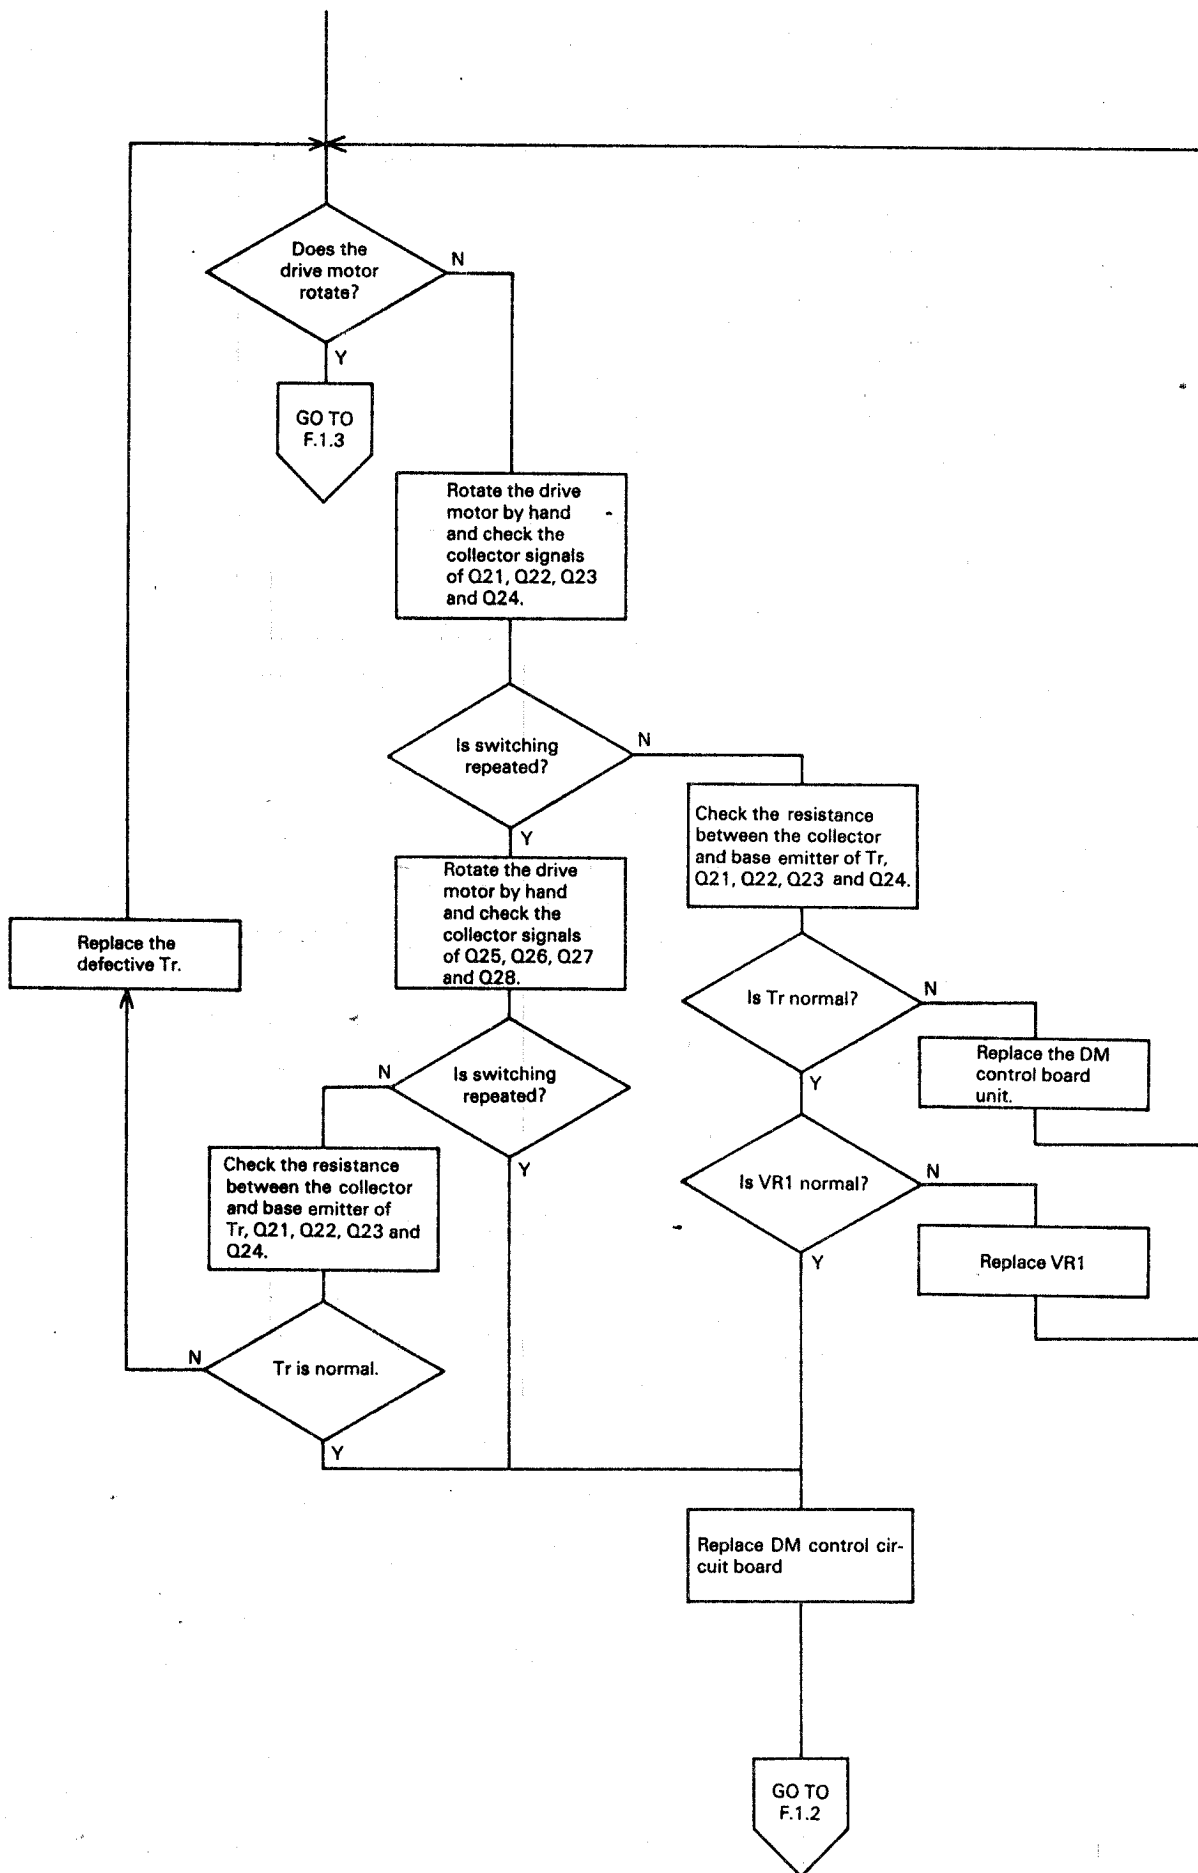 Does the
drive motor
rotate?
N
Y
GO TO
F.1.3
Rotate the drive
motor by hand
and check the
collector signals
of Q21, Q22, Q23
and Q24.
Is switching
repeated?
N
Y
Check the resistance
between the collector
and base emitter of Tr,
Q21, Q22, Q23 and Q24.
Rotate the drive
motor by hand
and check the
collector signals
of Q25, Q26, Q27
and Q28.
Replace the
defective Tr.
Is Tr normal?
N
Y
Replace the DM
control board
unit.
Is switching
repeated?
N
Y
Check the resistance
between the collector
and base emitter of
Tr, Q21, Q22, Q23 and
Q24.
Is VR1 normal?
N
Y
Replace VR1
Tr is normal.
N
Y
Replace DM control cir-
cuit board
GO TO
F.1.2